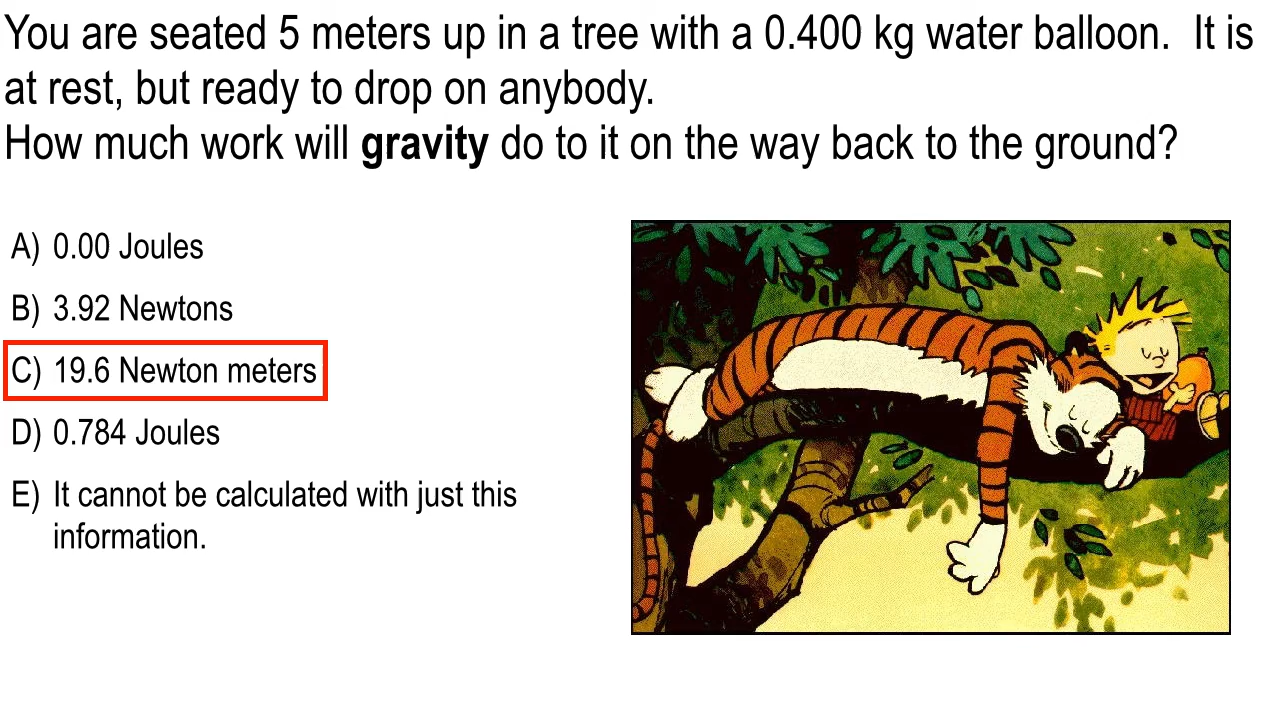 You are seated 5 meters up in a tree with a 0.400 kg water balloon.  It is
at rest, but ready to drop on anybody.
How much work will gravity do to it on the way back to the ground?
A) 0.00 Joules
B) 3.92 Newtons
C) 19.6 Newton meters
D) 0.784 Joules
E) It cannot be calculated with just this
information.